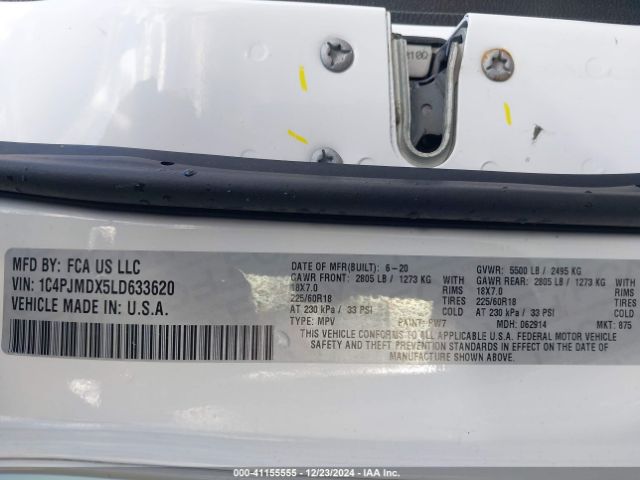 H10D
MFD BY: FCA US LLC
VIN: 1C4PJMDX5LD633620
VEHICLE MADE IN U.S.A.
DATE OF MFR(BUILT): 6-20 GVWR: 5500 LB / 2495 KG
GAWR FRONT: 2805 LB / 1273 KG GAWR REAR: 2805 LB / 1273 KG
18X7.0 RIMS 18X7.0 RIMS
225/60R18 TIRES 225/60R18 TIRES
AT 230 kPa / 33 PSI COLD AT 230 kPa / 33 PSI COLD
TYPE: MPV PAINT: PW7 MDH: 062914 MKT: 875
THIS VEHICLE CONFORMS TO ALL APPLICABLE U.S.A. FEDERAL MOTOR VEHICLE
SAFETY AND THEFT PREVENTION STANDARDS IN EFFECT ON THE DATE OF
MANUFACTURE SHOWN ABOVE.
000-41155555 - 12/23/2024 - IAA Inc.